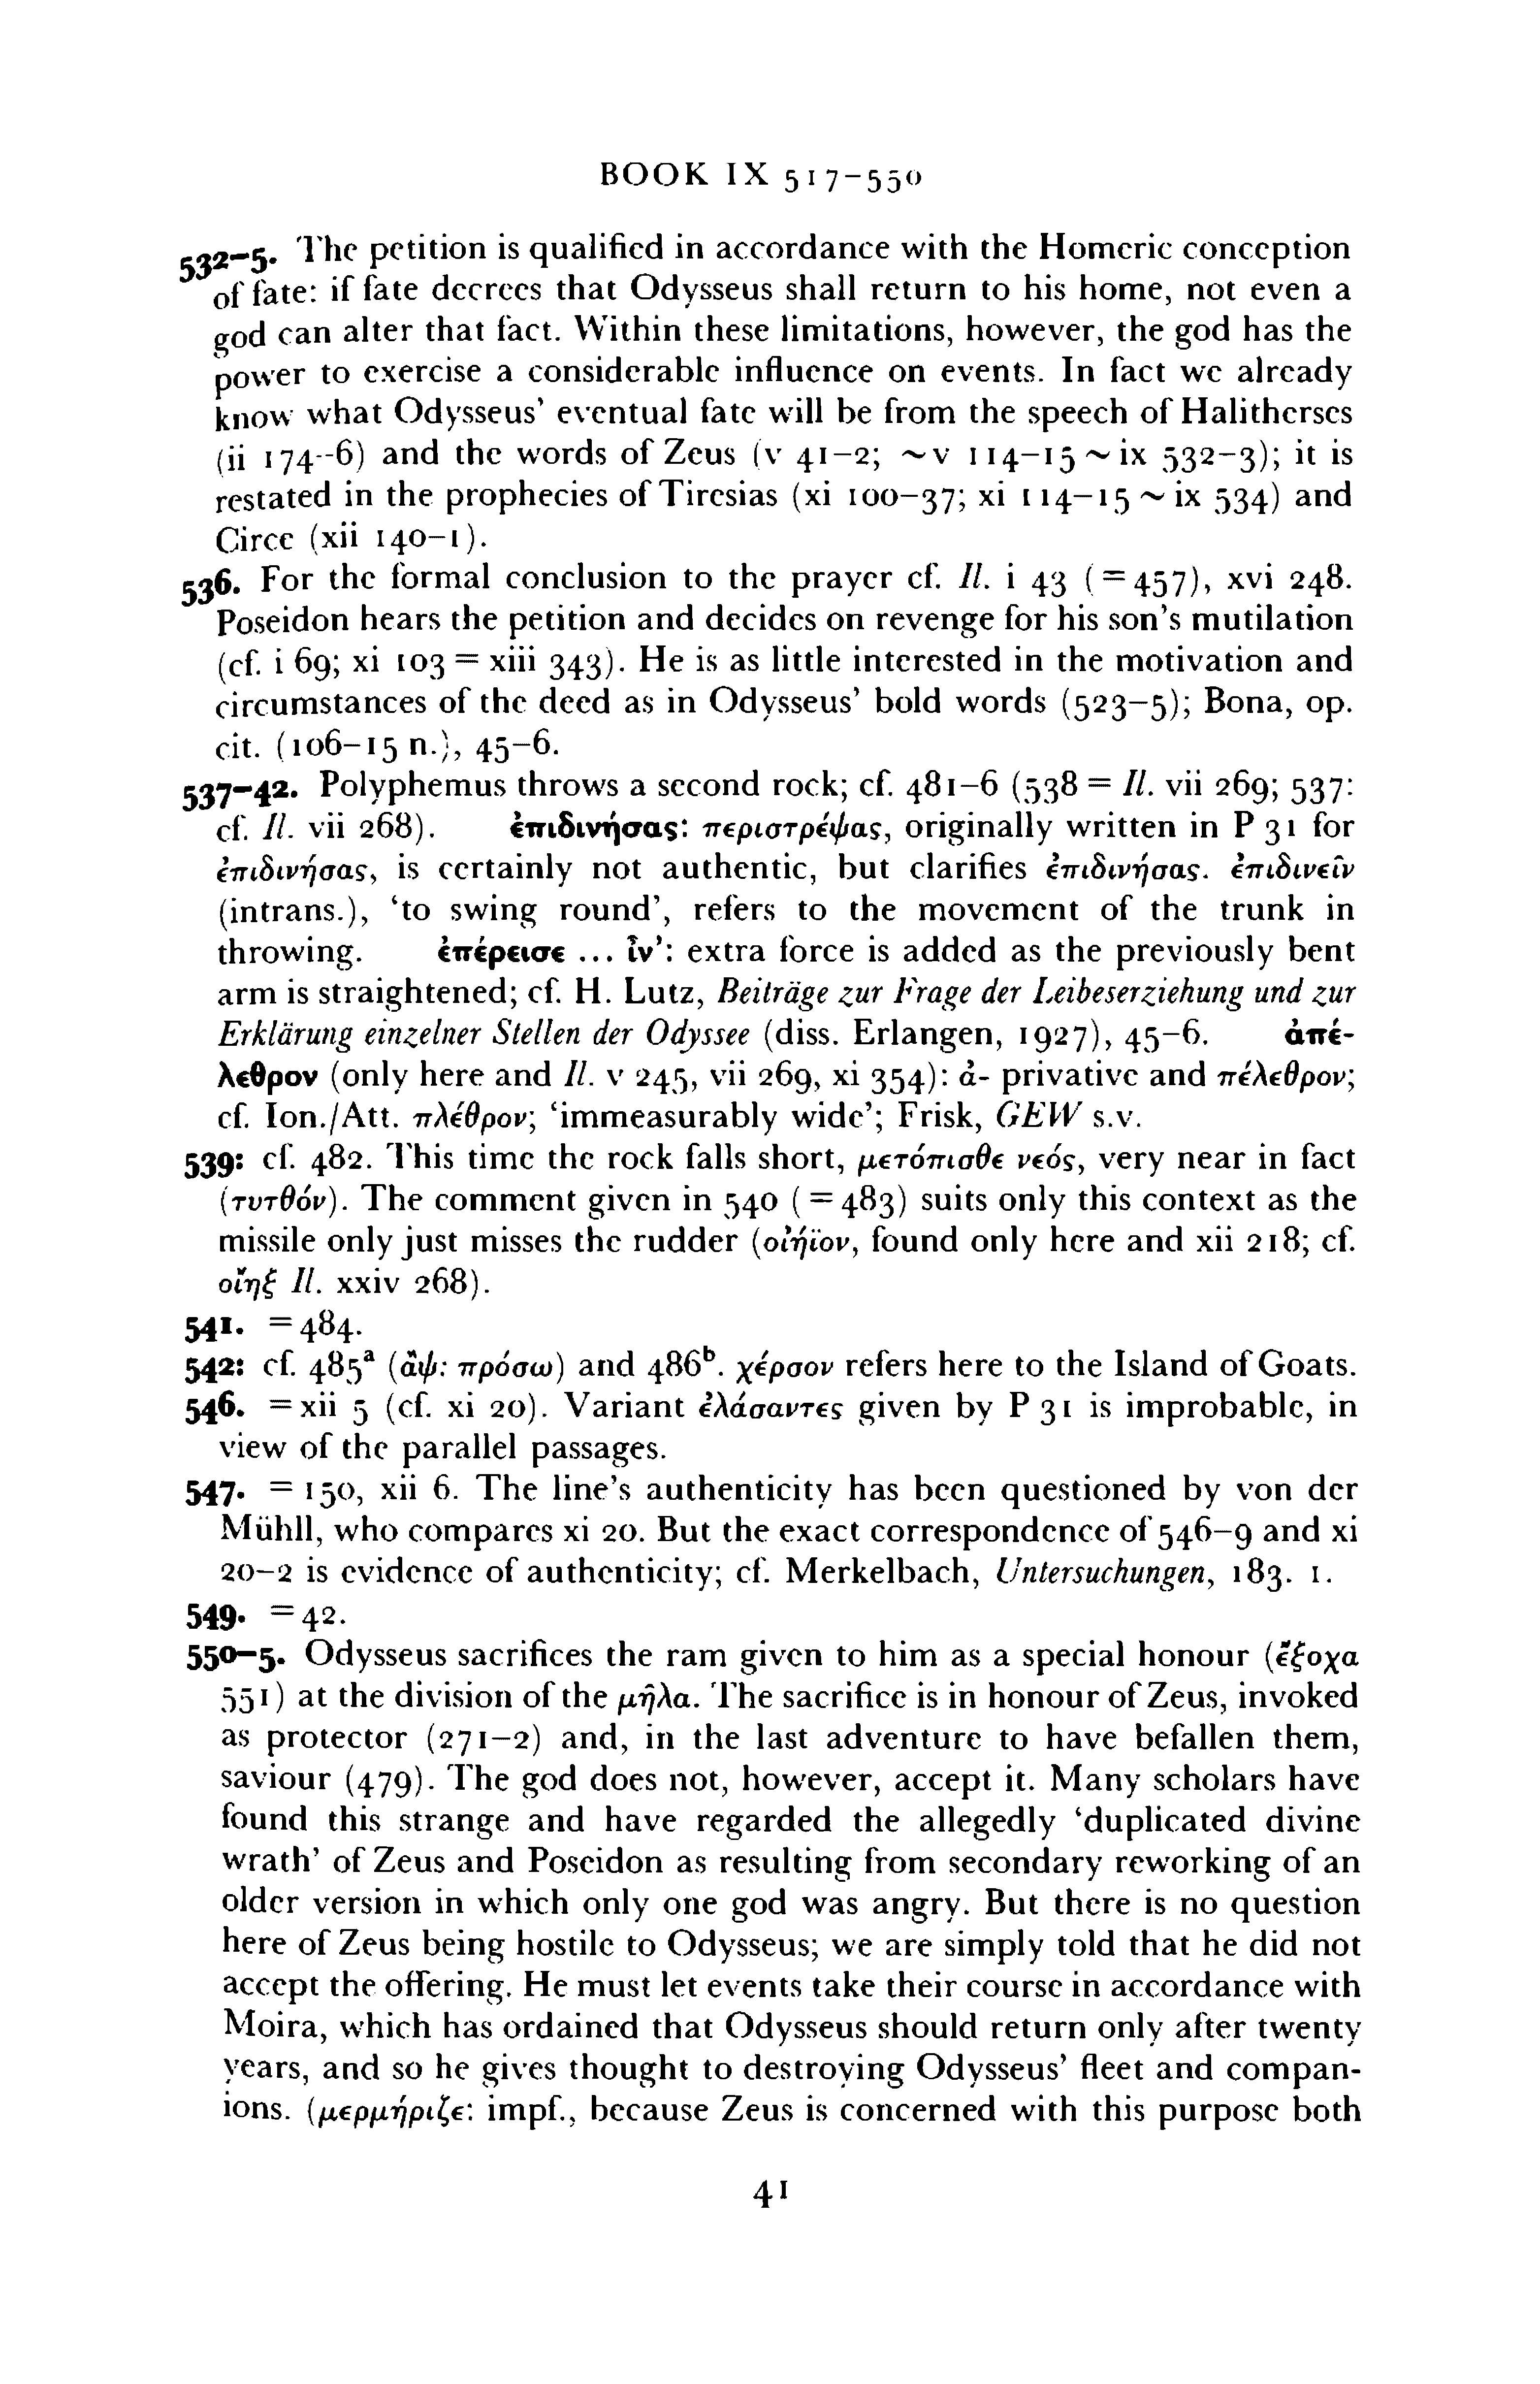 BOOK IX 517–550
532–5. The petition is qualified in accordance with the Homeric conception
of fate: if fate decrees that Odysseus shall return to his home, not even a
god can alter that fact. Within these limitations, however, the god has the
power to exercise a considerable influence on events. In fact we already
know what Odysseus' eventual fate will be from the speech of Halitherses
(ii 174–6) and the words of Zeus (v 41–2; ~v 114–15 ~ ix 532–3); it is
restated in the prophecies of Tiresias (xi 100–37; xi 114–15 ~ ix 534) and
Circe (xii 140–1).
536. For the formal conclusion to the prayer cf. Il. i 43 (=457), xvi 248.
Poseidon hears the petition and decides on revenge for his son's mutilation
(cf. i 69; xi 103 = xiii 343). He is as little interested in the motivation and
circumstances of the deed as in Odysseus' bold words (523–5); Bona, op.
cit. (106–15 n.), 45–6.
537–42. Polyphemus throws a second rock; cf. 481–6 (538 = Il. vii 269; 537:
cf. Il. vii 268). ἐπιδινήσας: περιστρέψας, originally written in P 31 for
ἐπιδινήσας, is certainly not authentic, but clarifies ἐπιδινήσας. ἐπιδινεῖν
(intrans.), 'to swing round', refers to the movement of the trunk in
throwing. ἐπέρεισε ... ἶν': extra force is added as the previously bent
arm is straightened; cf. H. Lutz, Beiträge zur Frage der Leibeserziehung und zur
Erklärung einzelner Stellen der Odyssee (diss. Erlangen, 1927), 45–6. ἀπέ-
λεθρον (only here and Il. v 245, vii 269, xi 354): ἀ- privative and πέλεθρον;
cf. Ion./Att. πλέθρον; 'immeasurably wide'; Frisk, GEW s.v.
539: cf. 482. This time the rock falls short, μετόπισθε νεός, very near in fact
(τυτθόν). The comment given in 540 (=483) suits only this context as the
missile only just misses the rudder (οἰήϊον, found only here and xii 218; cf.
οἴηξ Il. xxiv 268).
541. =484.
542: cf. 485ᵃ (ἄψ: πρόσω) and 486ᵇ. χέρσον refers here to the Island of Goats.
546. =xii 5 (cf. xi 20). Variant ἐλάσαντες given by P 31 is improbable, in
view of the parallel passages.
547. =150, xii 6. The line's authenticity has been questioned by von der
Mühll, who compares xi 20. But the exact correspondence of 546–9 and xi
20–2 is evidence of authenticity; cf. Merkelbach, Untersuchungen, 183. 1.
549. =42.
550–5. Odysseus sacrifices the ram given to him as a special honour (ἔξοχα
551) at the division of the μῆλα. The sacrifice is in honour of Zeus, invoked
as protector (271–2) and, in the last adventure to have befallen them,
saviour (479). The god does not, however, accept it. Many scholars have
found this strange and have regarded the allegedly 'duplicated divine
wrath' of Zeus and Poseidon as resulting from secondary reworking of an
older version in which only one god was angry. But there is no question
here of Zeus being hostile to Odysseus; we are simply told that he did not
accept the offering. He must let events take their course in accordance with
Moira, which has ordained that Odysseus should return only after twenty
years, and so he gives thought to destroying Odysseus' fleet and compan-
ions. (μερμήριζε: impf., because Zeus is concerned with this purpose both
41